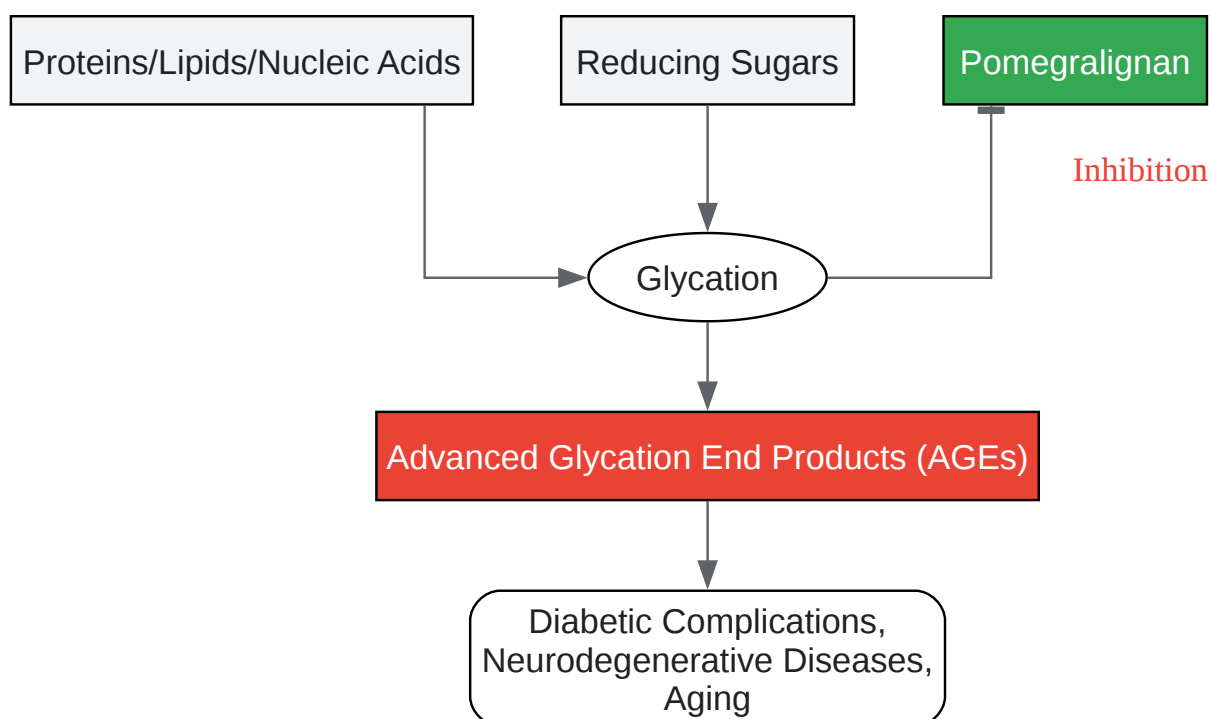 Proteins/Lipids/Nucleic Acids
Reducing Sugars
Pomegralignan
Inhibition
Glycation
Advanced Glycation End Products (AGEs)
Diabetic Complications,
Neurodegenerative Diseases,
Aging